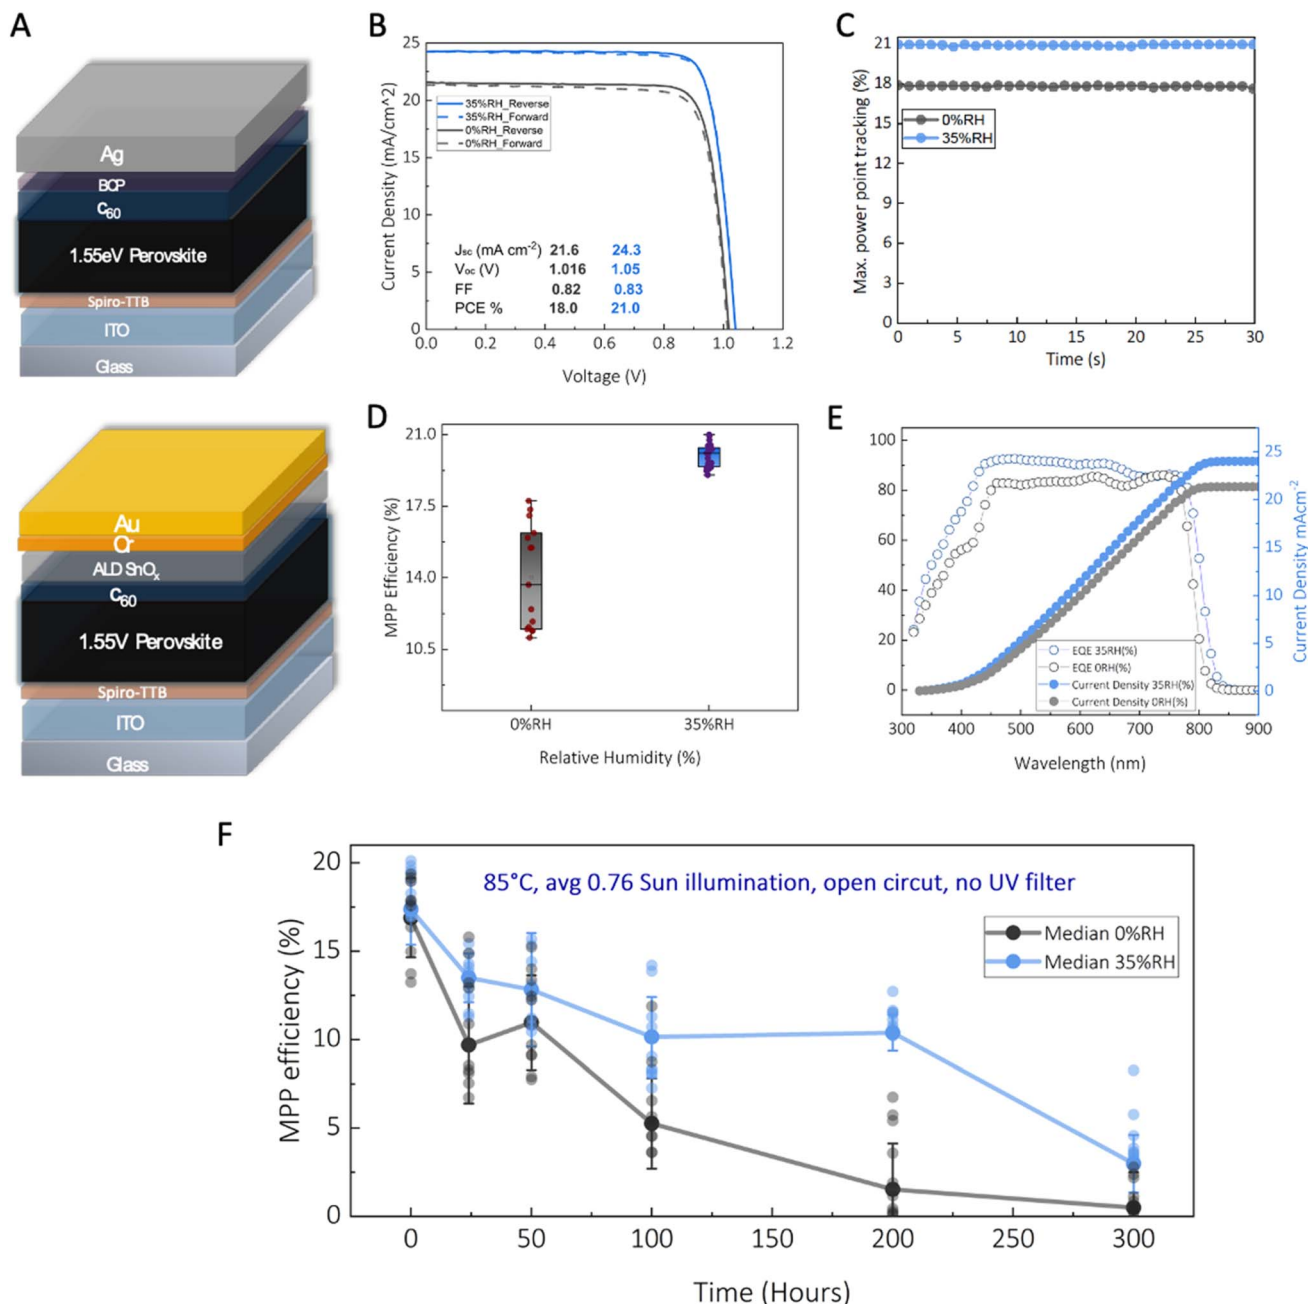 A
Ag
BCP
C60
1.55eV Perovskite
Spiro-TTB
ITO
Glass
Au
Cr
ALD SnOx
C60
1.55V Perovskite
Spiro-TTB
ITO
Glass
B
25
20
15
10
5
0
Current Density (mA/cm^2)
35%RH_Reverse
35%RH_Forward
0%RH_Reverse
0%RH_Forward
Jsc (mA cm-2) 21.6 24.3
Voc (V) 1.016 1.05
FF 0.82 0.83
PCE % 18.0 21.0
0.0 0.2 0.4 0.6 0.8 1.0 1.2
Voltage (V)
C
21
18
15
12
9
6
3
0
Max. power point tracking (%)
0%RH
35%RH
0 5 10 15 20 25 30
Time (s)
D
21.0
17.5
14.0
10.5
MPP Efficiency (%)
0%RH 35%RH
Relative Humidity (%)
E
100
80
60
40
20
0
25
20
15
10
5
0
Current Density mAcm-2
EQE 35RH(%)
EQE 0RH(%)
Current Density 35RH(%)
Current Density 0RH(%)
300 400 500 600 700 800 900
Wavelength (nm)
F
20
15
10
5
0
MPP efficiency (%)
85°C, avg 0.76 Sun illumination, open circut, no UV filter
Median 0%RH
Median 35%RH
0 50 100 150 200 250 300
Time (Hours)